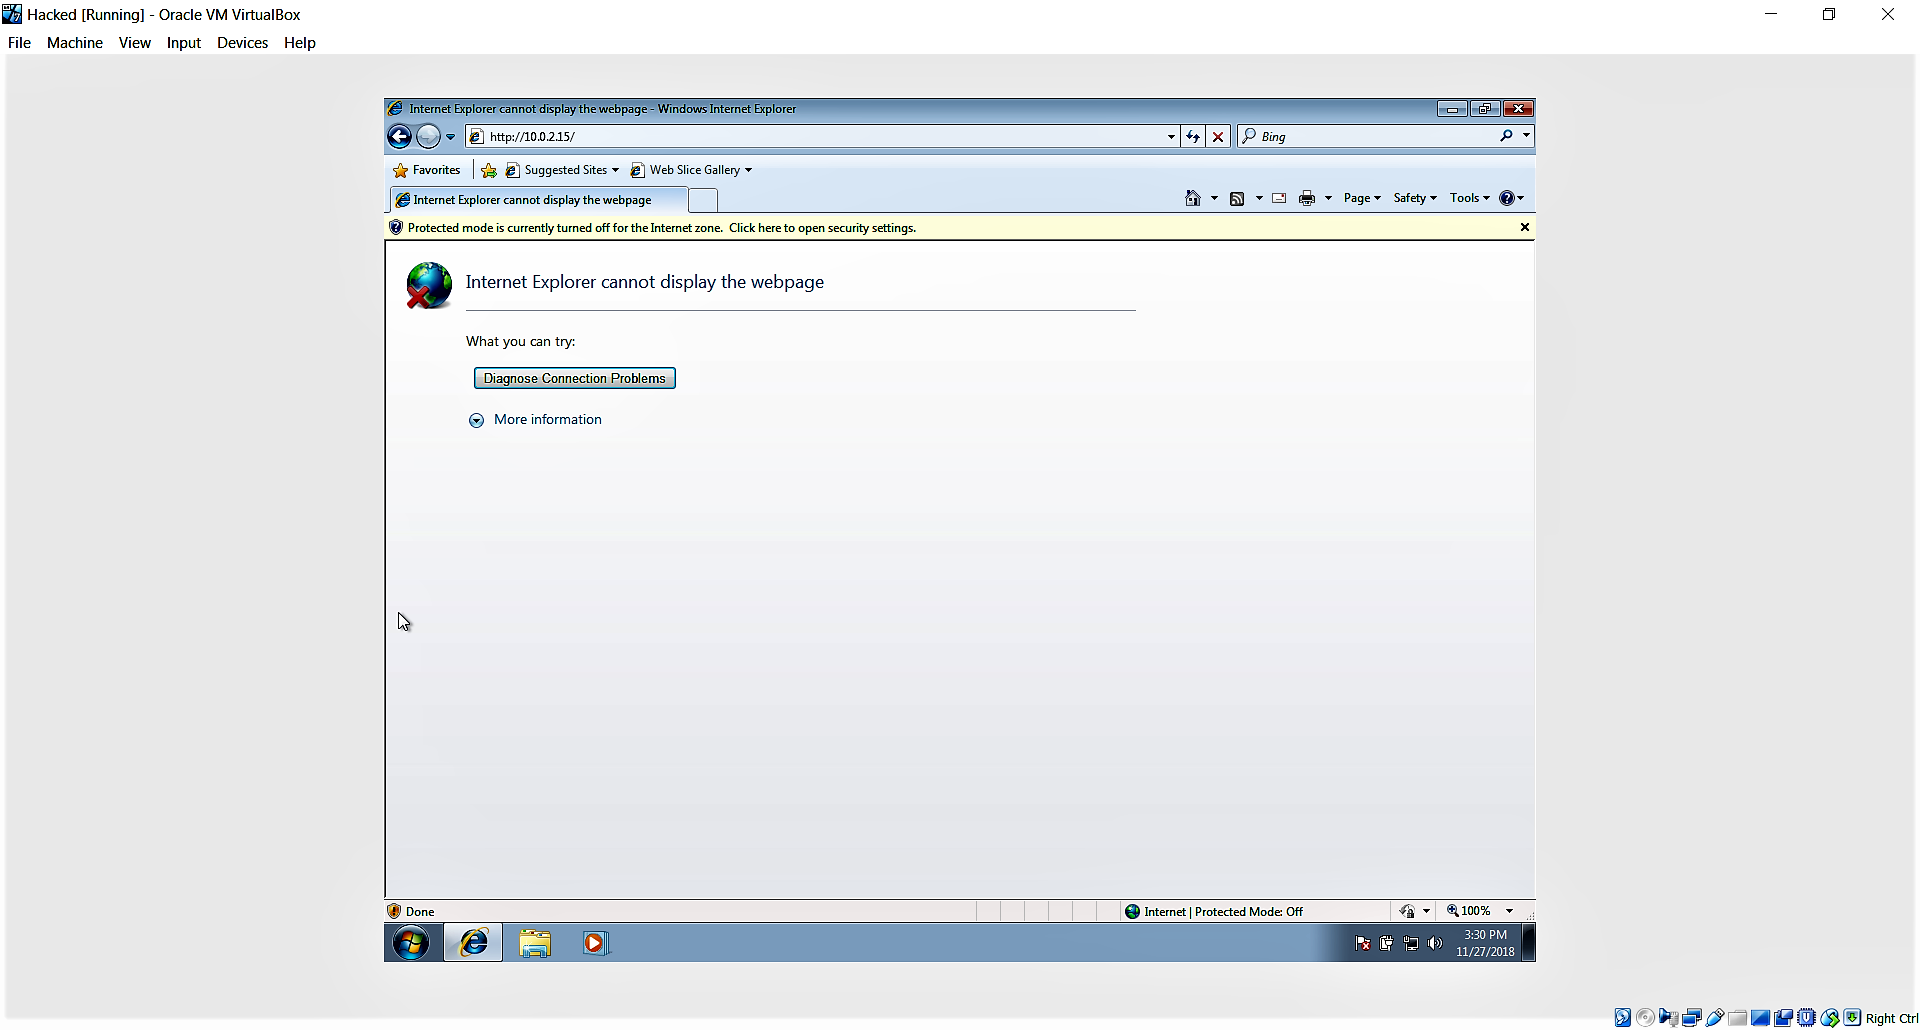 Hacked [Running] - Oracle VM VirtualBox
File Machine View Input Devices Help
Internet Explorer cannot display the webpage - Windows Internet Explorer
http://10.0.2.15/
Bing
Favorites Suggested Sites Web Slice Gallery
Internet Explorer cannot display the webpage
Page Safety Tools
Protected mode is currently turned off for the Internet zone. Click here to open security settings.
Internet Explorer cannot display the webpage
What you can try:
Diagnose Connection Problems
More information
Done
Internet | Protected Mode: Off
100%
3:30 PM
11/27/2018
Right Ctrl